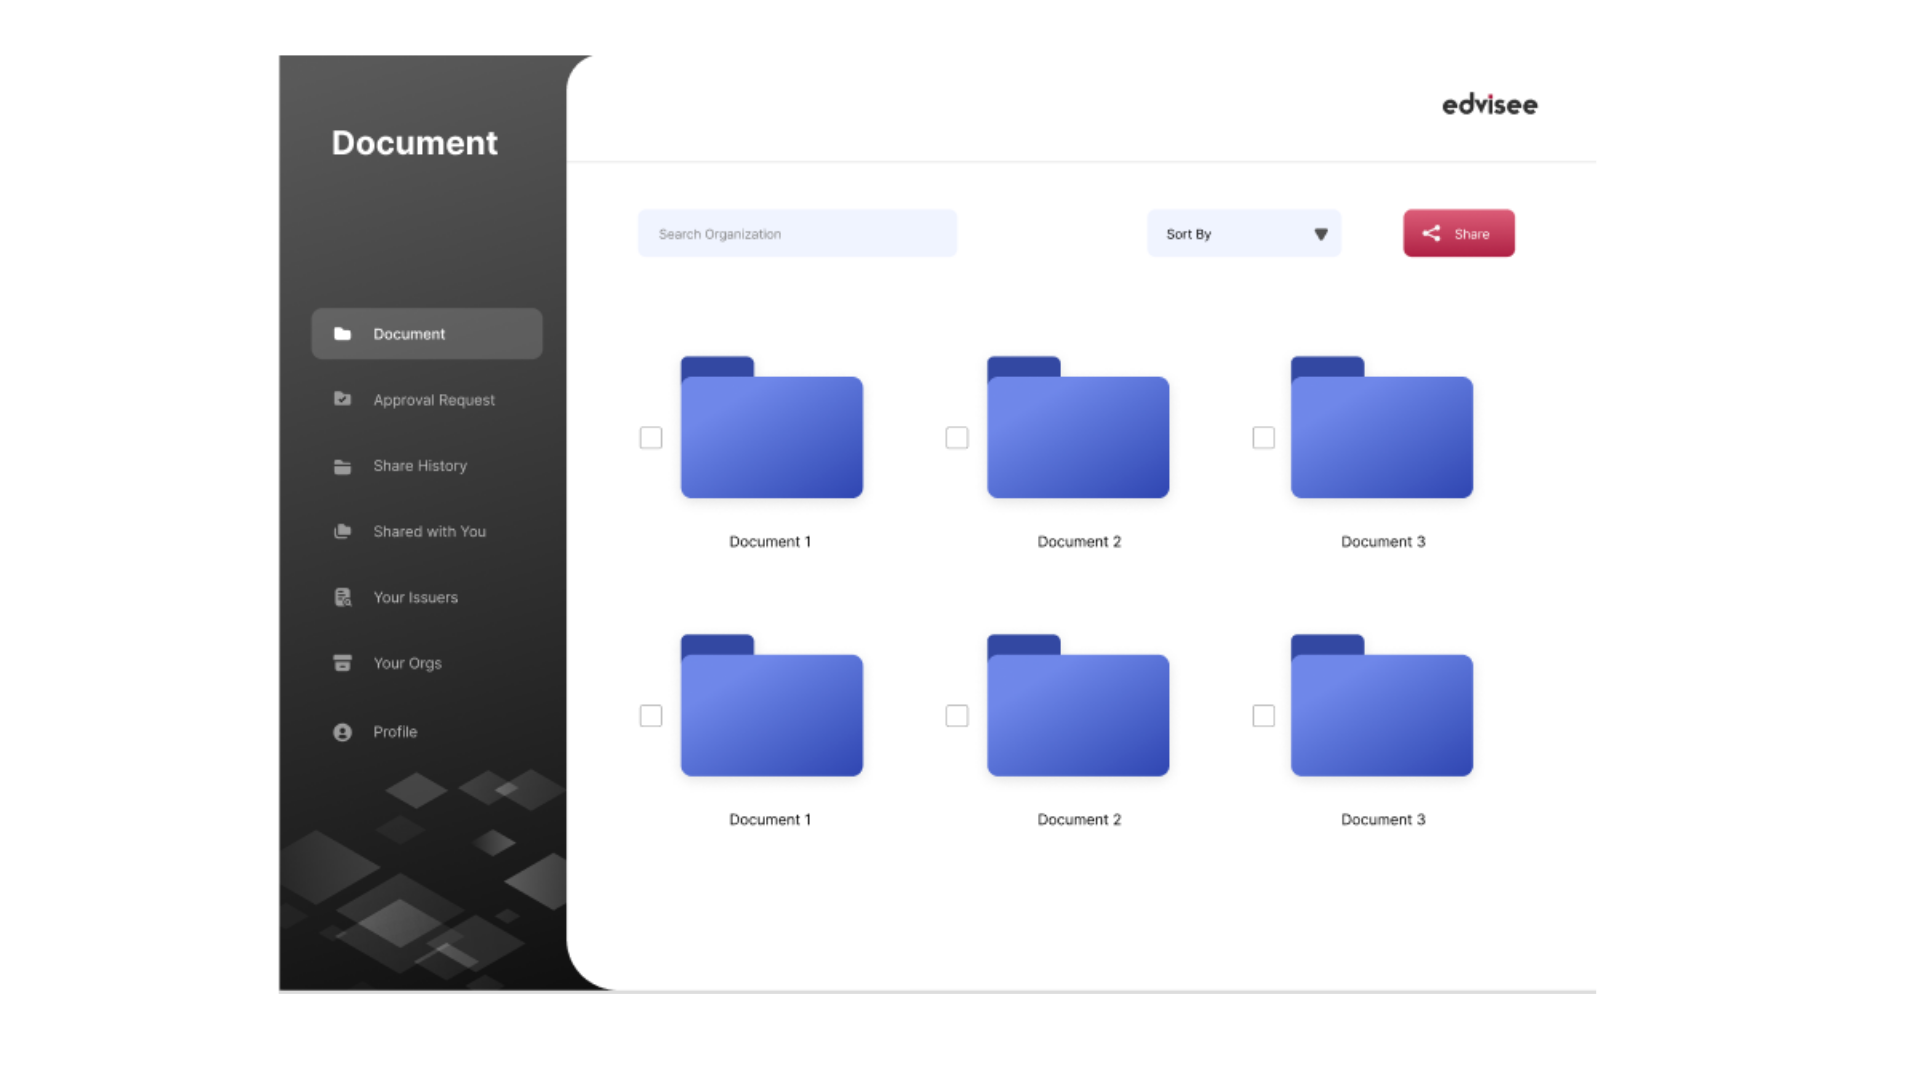 Document
edvisee
Search Organization
Sort By
Share
Document
Approval Request
Share History
Shared with You
Your Issuers
Your Orgs
Profile
Document 1
Document 2
Document 3
Document 1
Document 2
Document 3